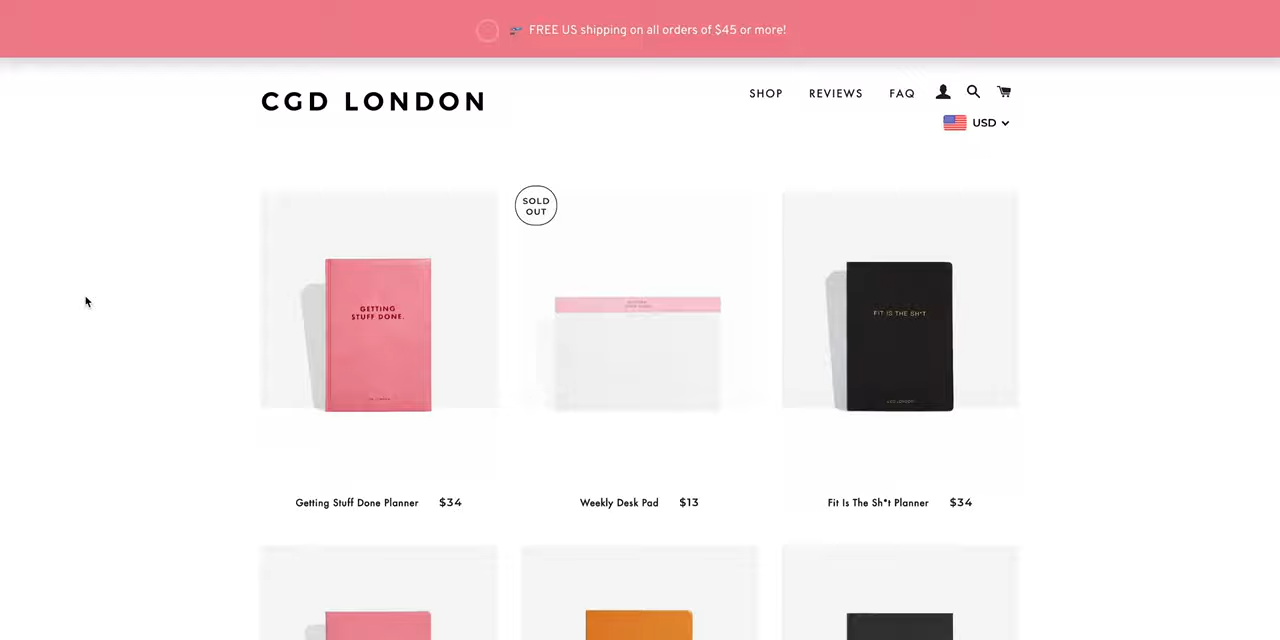 FREE US shipping on all orders of $45 or more!
CGD LONDON
SHOP REVIEWS FAQ
USD
SOLD
OUT
GETTING
STUFF DONE.
FIT IS THE SH*T
Getting Stuff Done Planner $34
Weekly Desk Pad $13
Fit Is The Sh*t Planner $34